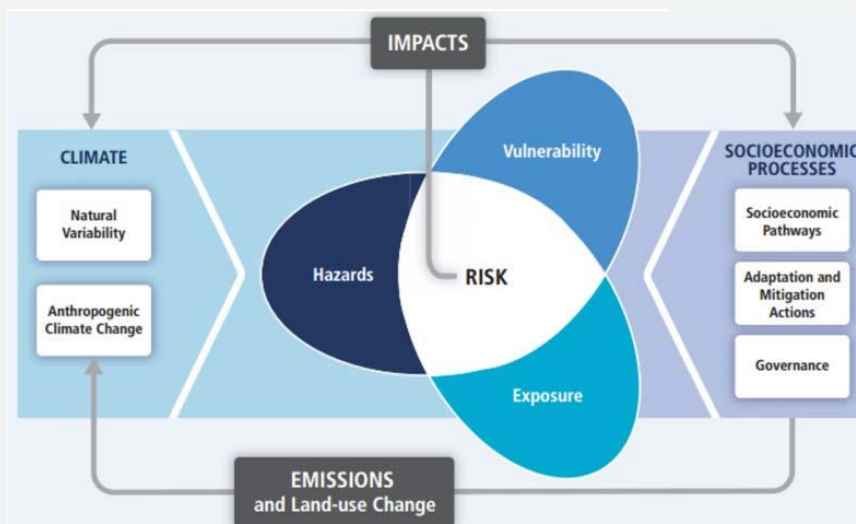 IMPACTS
CLIMATE
Natural
Variability
Anthropogenic
Climate Change
Vulnerability
Hazards
RISK
Exposure
SOCIOECONOMIC
PROCESSES
Socioeconomic
Pathways
Adaptation and
Mitigation
Actions
Governance
EMISSIONS
and Land-use Change